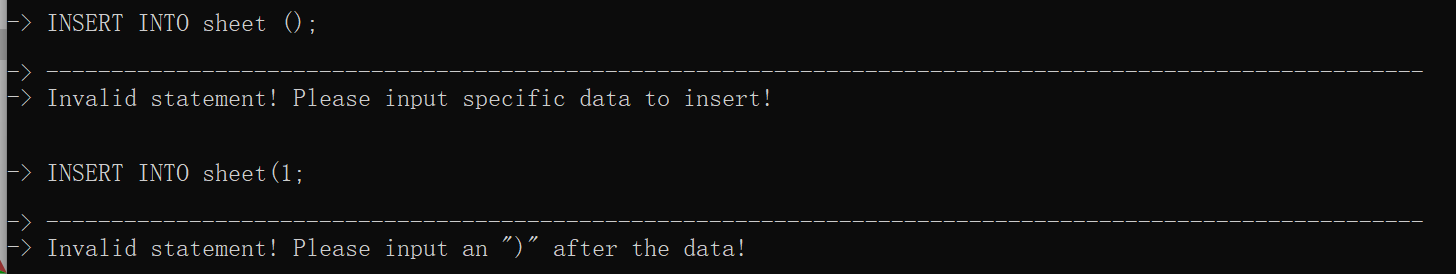 -> INSERT INTO sheet ();
-> ----------------------------------------------------------------------------------------------------------
-> Invalid statement! Please input specific data to insert!
-> INSERT INTO sheet(1;
-> ----------------------------------------------------------------------------------------------------------
-> Invalid statement! Please input an ")" after the data!